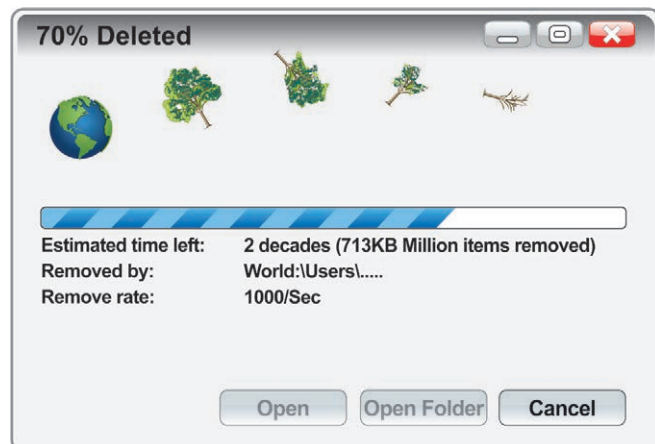 70% Deleted
Estimated time left: 2 decades (713KB Million items removed)
Removed by: World:\Users\.....
Remove rate: 1000/Sec
Open Open Folder Cancel